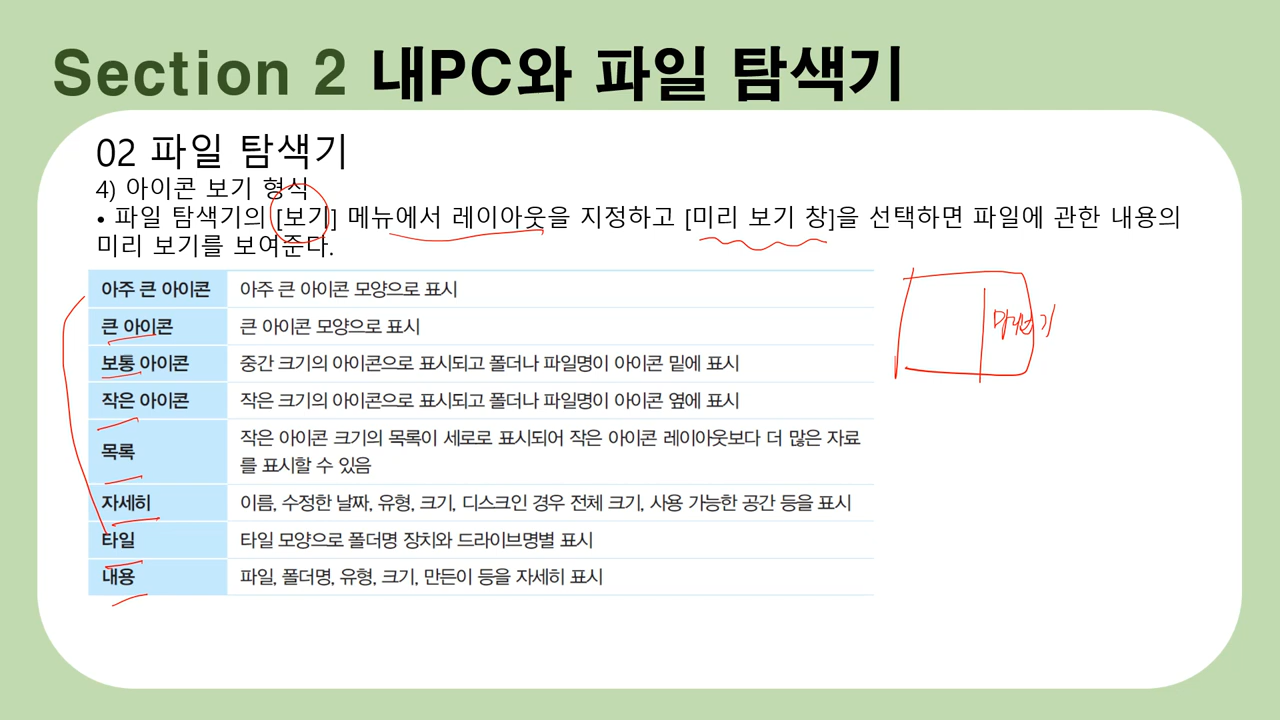 Section 2 내PC와 파일 탐색기
02 파일 탐색기
4) 아이콘 보기 형식
• 파일 탐색기의 [보기] 메뉴에서 레이아웃을 지정하고 [미리 보기 창]을 선택하면 파일에 관한 내용의
미리 보기를 보여준다.
아주 큰 아이콘 아주 큰 아이콘 모양으로 표시
큰 아이콘 큰 아이콘 모양으로 표시
보통 아이콘 중간 크기의 아이콘으로 표시되고 폴더나 파일명이 아이콘 밑에 표시
작은 아이콘 작은 크기의 아이콘으로 표시되고 폴더나 파일명이 아이콘 옆에 표시
목록 작은 아이콘 크기의 목록이 세로로 표시되어 작은 아이콘 레이아웃보다 더 많은 자료
를 표시할 수 있음
자세히 이름, 수정한 날짜, 유형, 크기, 디스크인 경우 전체 크기, 사용 가능한 공간 등을 표시
타일 타일 모양으로 폴더명 장치와 드라이브명별 표시
내용 파일, 폴더명, 유형, 크기, 만든이 등을 자세히 표시